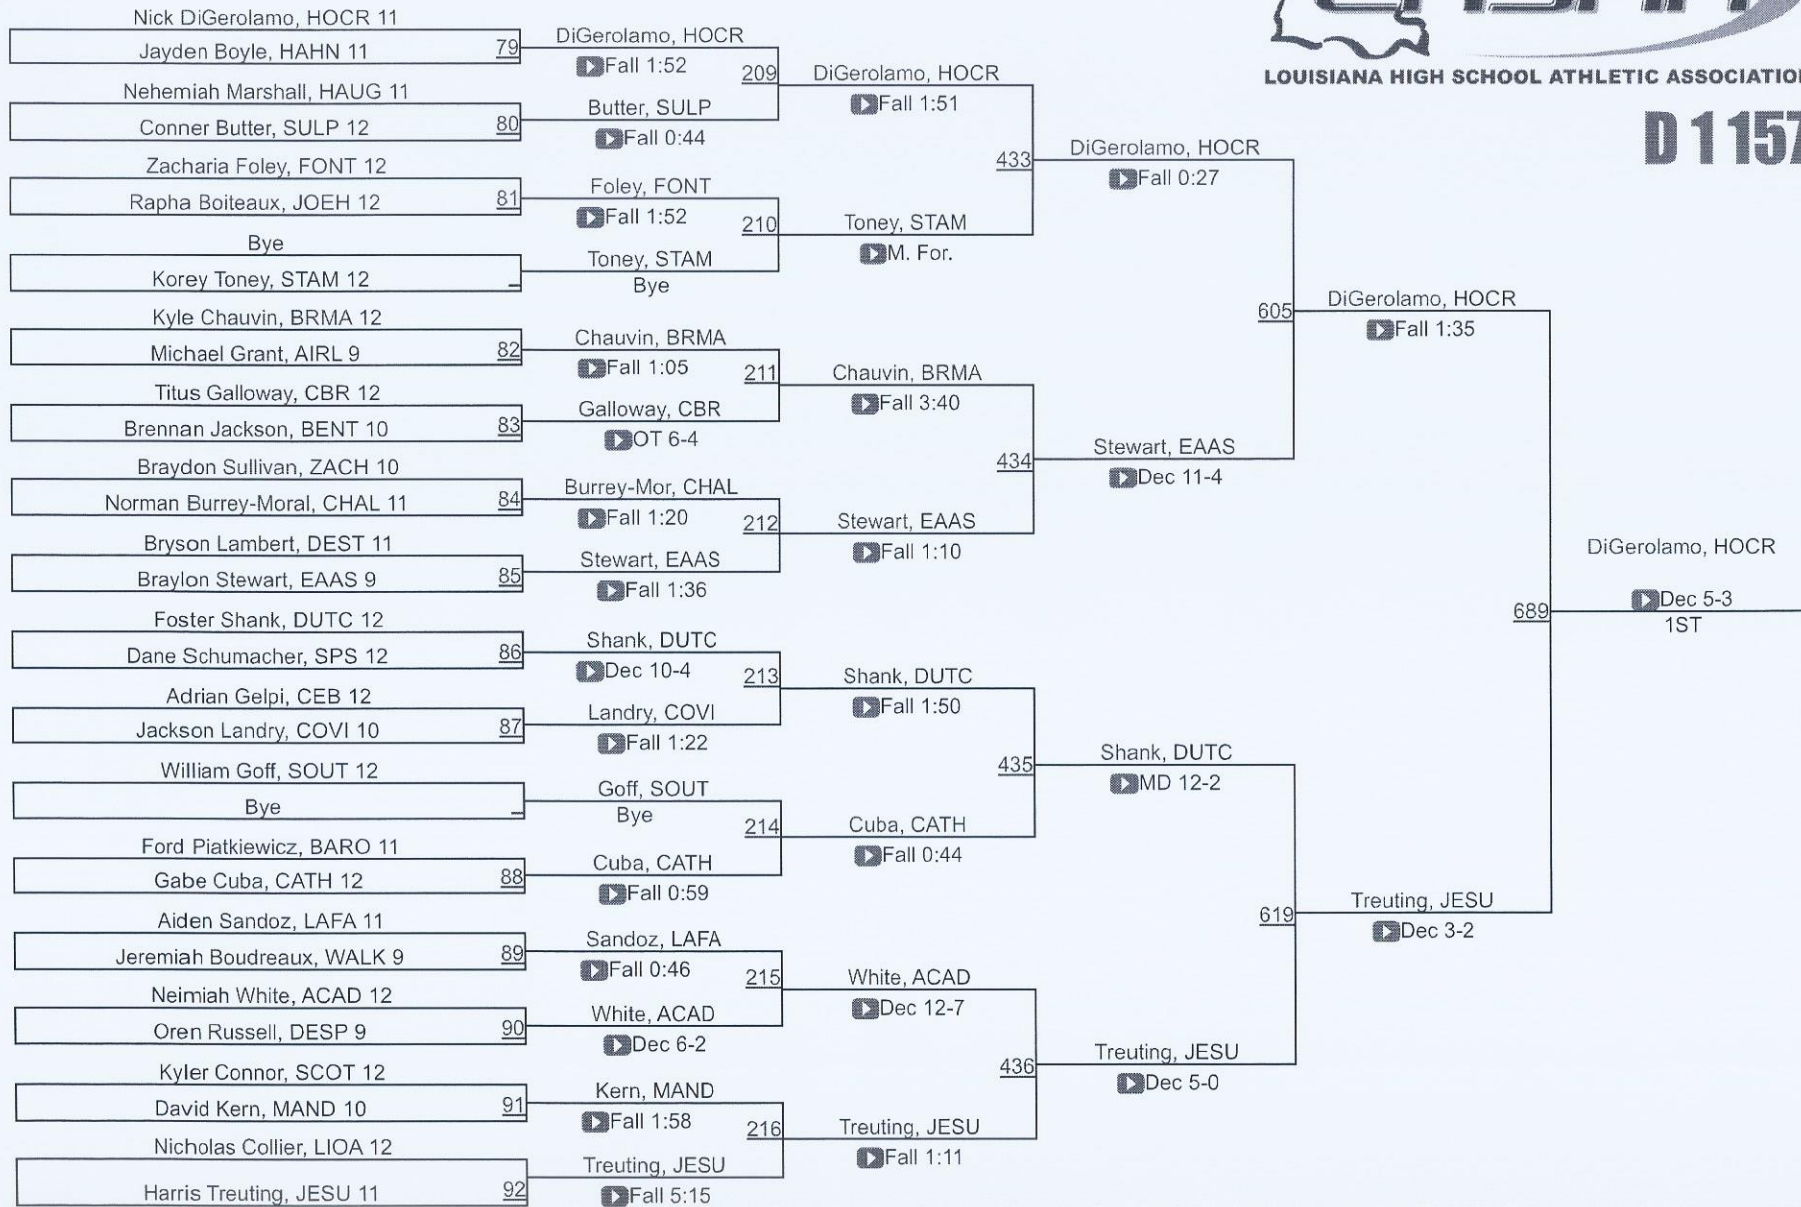 LOUISIANA HIGH SCHOOL ATHLETIC ASSOCIATION
D 1 157
Nick DiGerolamo, HOCR 11
Jayden Boyle, HAHN 11
79
Nehemiah Marshall, HAUG 11
Conner Butter, SULP 12
80
Zacharia Foley, FONT 12
Rapha Boiteaux, JOEH 12
81
Bye
Korey Toney, STAM 12
Kyle Chauvin, BRMA 12
Michael Grant, AIRL 9
82
Titus Galloway, CBR 12
Brennan Jackson, BENT 10
83
Braydon Sullivan, ZACH 10
Norman Burrey-Moral, CHAL 11
84
Bryson Lambert, DEST 11
Braylon Stewart, EAAS 9
85
Foster Shank, DUTC 12
Dane Schumacher, SPS 12
86
Adrian Gelpi, CEB 12
Jackson Landry, COVI 10
87
William Goff, SOUT 12
Bye
Ford Piatkiewicz, BARO 11
Gabe Cuba, CATH 12
88
Aiden Sandoz, LAFA 11
Jeremiah Boudreaux, WALK 9
89
Neimiah White, ACAD 12
Oren Russell, DESP 9
90
Kyler Connor, SCOT 12
David Kern, MAND 10
91
Nicholas Collier, LIOA 12
Harris Treuting, JESU 11
92
DiGerolamo, HOCR
Fall 1:52
209
Butter, SULP
Fall 0:44
Foley, FONT
Fall 1:52
210
Toney, STAM
Bye
Chauvin, BRMA
Fall 1:05
211
Galloway, CBR
OT 6-4
Burrey-Mor, CHAL
Fall 1:20
212
Stewart, EAAS
Fall 1:36
Shank, DUTC
Dec 10-4
213
Landry, COVI
Fall 1:22
Goff, SOUT
Bye
214
Cuba, CATH
Fall 0:59
Sandoz, LAFA
Fall 0:46
215
White, ACAD
Dec 6-2
Kern, MAND
Fall 1:58
216
Treuting, JESU
Fall 5:15
DiGerolamo, HOCR
Fall 1:51
433
Toney, STAM
M. For.
Chauvin, BRMA
Fall 3:40
434
Stewart, EAAS
Fall 1:10
Shank, DUTC
Fall 1:50
435
Cuba, CATH
Fall 0:44
White, ACAD
Dec 12-7
436
Treuting, JESU
Fall 1:11
DiGerolamo, HOCR
Fall 0:27
605
Stewart, EAAS
Dec 11-4
Shank, DUTC
MD 12-2
619
Treuting, JESU
Dec 5-0
DiGerolamo, HOCR
Fall 1:35
689
Treuting, JESU
Dec 3-2
DiGerolamo, HOCR
Dec 5-3
1ST